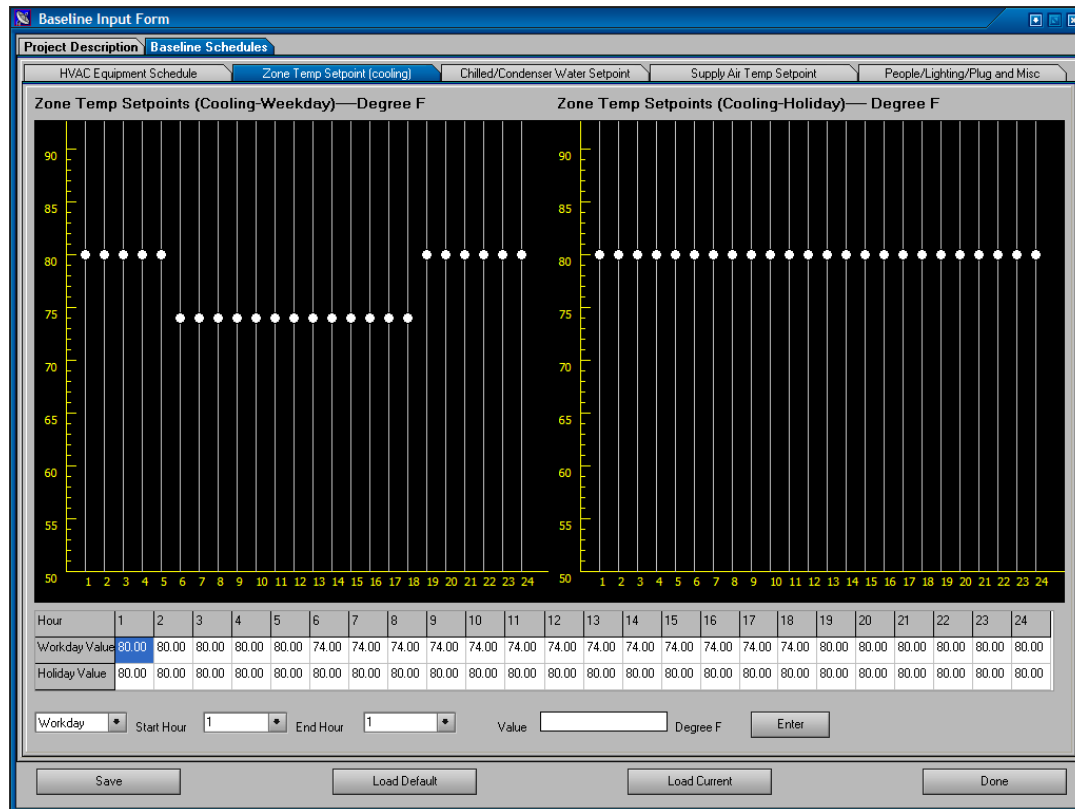 Baseline Input Form
Project Description Baseline Schedules
HVAC Equipment Schedule Zone Temp Setpoint (cooling) Chilled/Condenser Water Setpoint Supply Air Temp Setpoint People/Lighting/Plug and Misc
Zone Temp Setpoints (Cooling-Weekday)----Degree F Zone Temp Setpoints (Cooling-Holiday)---- Degree F
90 90
85 85
80 80
75 75
70 70
65 65
60 60
55 55
50 1 2 3 4 5 6 7 8 9 10 11 12 13 14 15 16 17 18 19 20 21 22 23 24 50 1 2 3 4 5 6 7 8 9 10 11 12 13 14 15 16 17 18 19 20 21 22 23 24
Hour 1 2 3 4 5 6 7 8 9 10 11 12 13 14 15 16 17 18 19 20 21 22 23 24
Workday Value 80.00 80.00 80.00 80.00 80.00 74.00 74.00 74.00 74.00 74.00 74.00 74.00 74.00 74.00 74.00 74.00 74.00 74.00 80.00 80.00 80.00 80.00 80.00 80.00
Holiday Value 80.00 80.00 80.00 80.00 80.00 80.00 80.00 80.00 80.00 80.00 80.00 80.00 80.00 80.00 80.00 80.00 80.00 80.00 80.00 80.00 80.00 80.00 80.00 80.00
Workday Start Hour 1 End Hour 1 Value Degree F Enter
Save Load Default Load Current Done